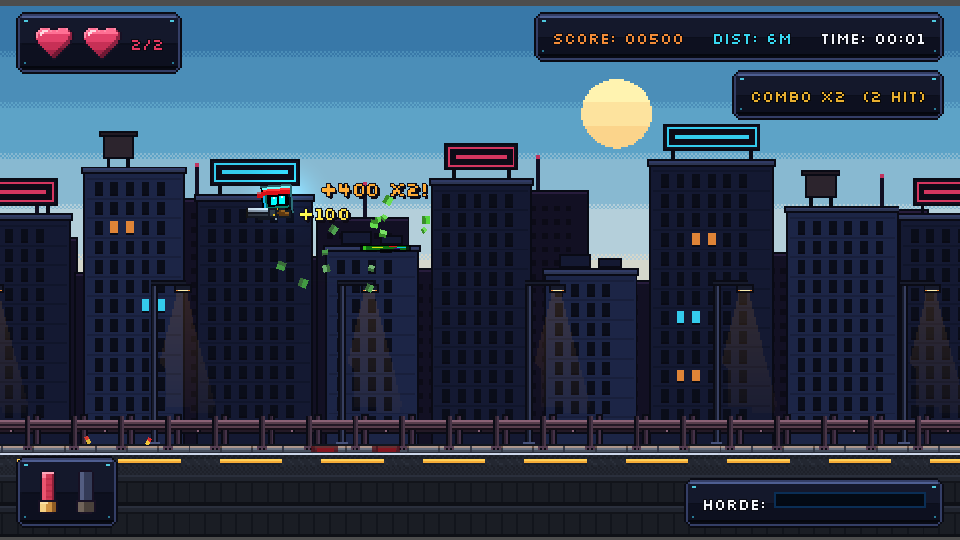 2/2
SCORE: 00500 DIST: 6M TIME: 00:01
COMBO X2 (2 HIT)
+400 X2!
+100
HORDE: